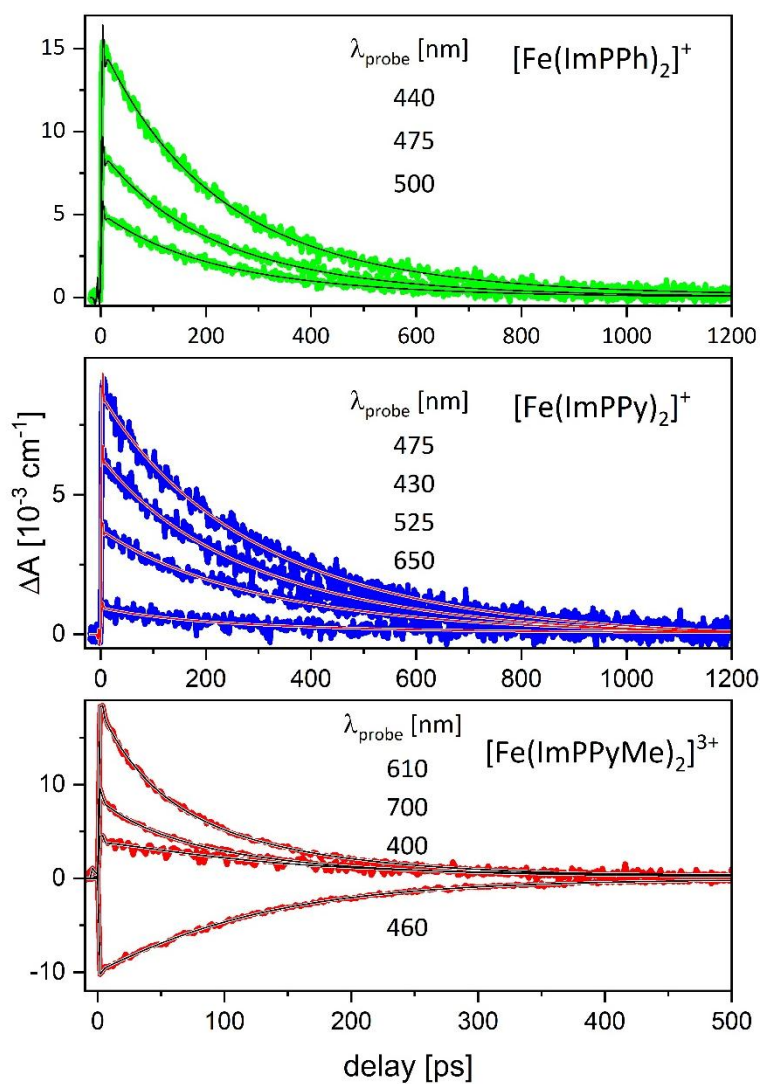 λprobe [nm]
[Fe(ImPPh)₂]⁺
440
475
500
15
10
5
0
0 200 400 600 800 1000 1200
λprobe [nm]
[Fe(ImPPy)₂]⁺
475
430
525
650
5
0
0 200 400 600 800 1000 1200
ΔA [10⁻³ cm⁻¹]
λprobe [nm]
[Fe(ImPPyMe)₂]³⁺
610
700
400
460
10
0
-10
0 100 200 300 400 500
delay [ps]